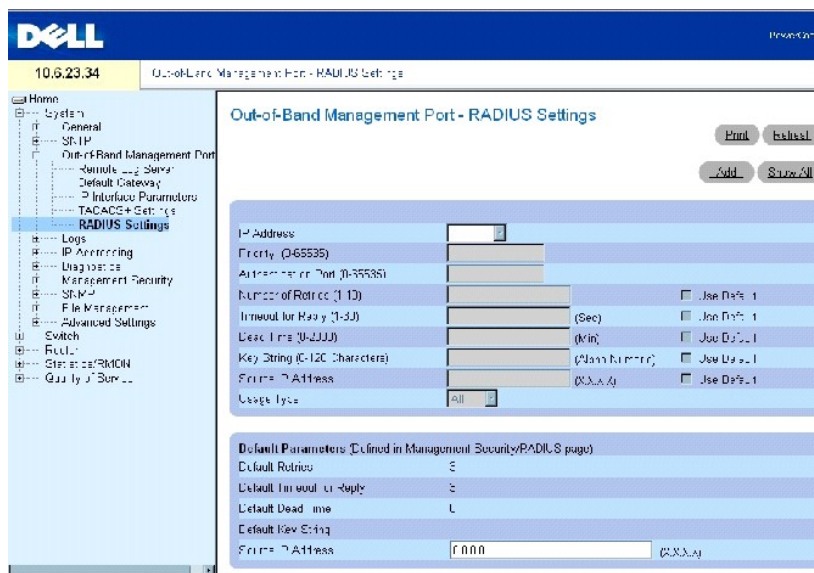 DELL
10.6.23.34
Out-of-Band Management Port - RADIUS Settings
Home
System
General
SNTP
Out-of-Band Management Port
Remote Log Server
Default Gateway
IP Interface Parameters
TACACS+ Settings
RADIUS Settings
Logs
IP Addressing
Diagnostics
Management Security
SNMP
File Management
Advanced Settings
Switch
Router
Statistics/RMON
Quality of Service
Out-of-Band Management Port - RADIUS Settings
Print Refresh
Add Show All
IP Address
Priority (0-65535)
Authentication Port (0-65535)
Number of Retries (1-10) Use Default
Timeout for Reply (1-30) (Sec) Use Default
Dead Time (0-2000) (Min) Use Default
Key String (0-128 Characters) (Alpha Numeric) Use Default
Source IP Address (X.X.X.X) Use Default
Usage Type All
Default Parameters (Defined in Management Security/RADIUS page)
Default Retries 3
Default Timeout for Reply 3
Default Dead Time 0
Default Key String
Source IP Address 0.0.0.0 (X.X.X.X)